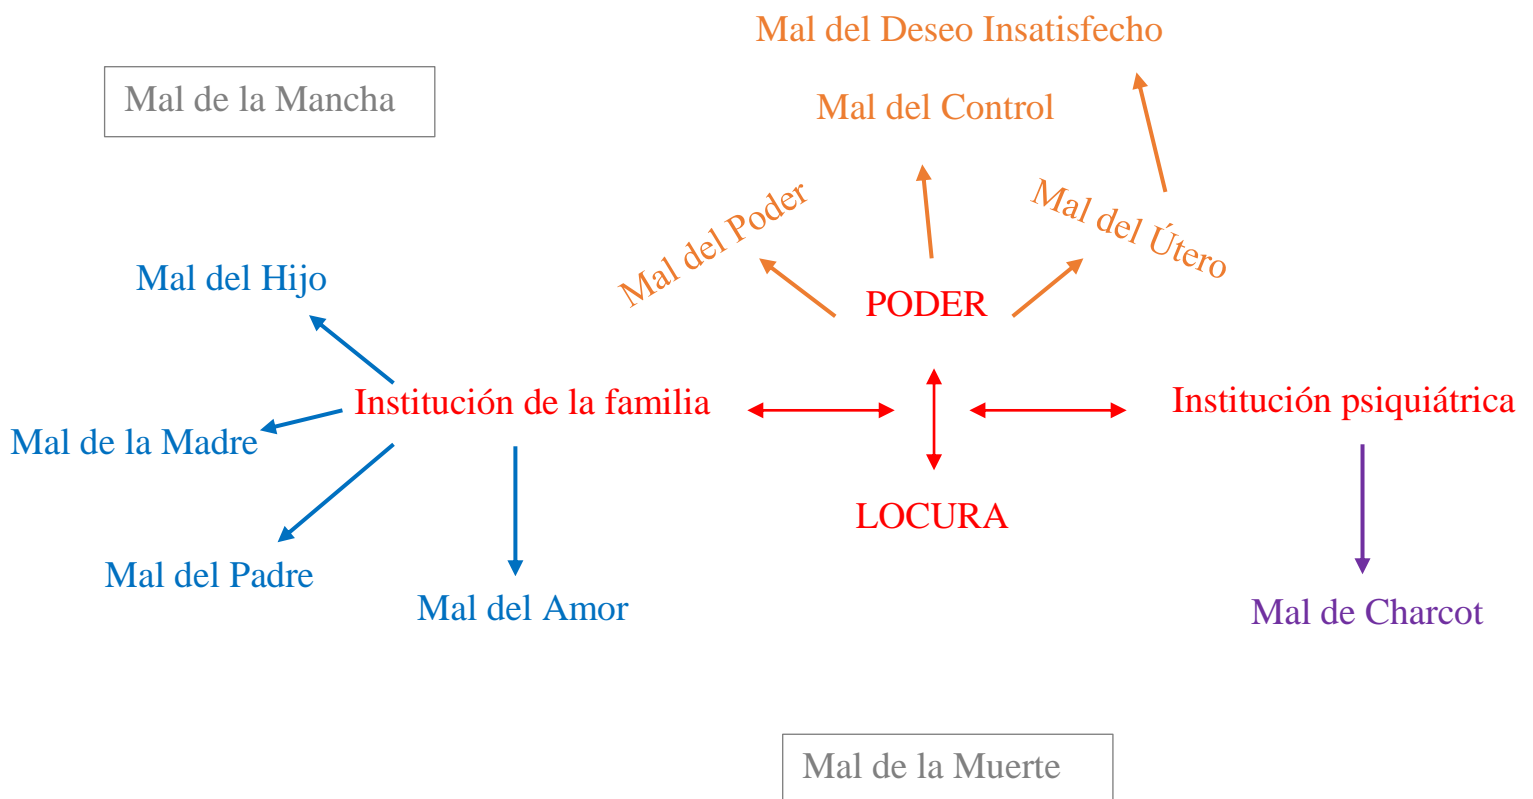 Mal del Deseo Insatisfecho
Mal de la Mancha
Mal del Control
Mal del Poder
Mal del Útero
Mal del Hijo
PODER
Institución de la familia
Institución psiquiátrica
Mal de la Madre
LOCURA
Mal del Padre
Mal del Amor
Mal de Charcot
Mal de la Muerte